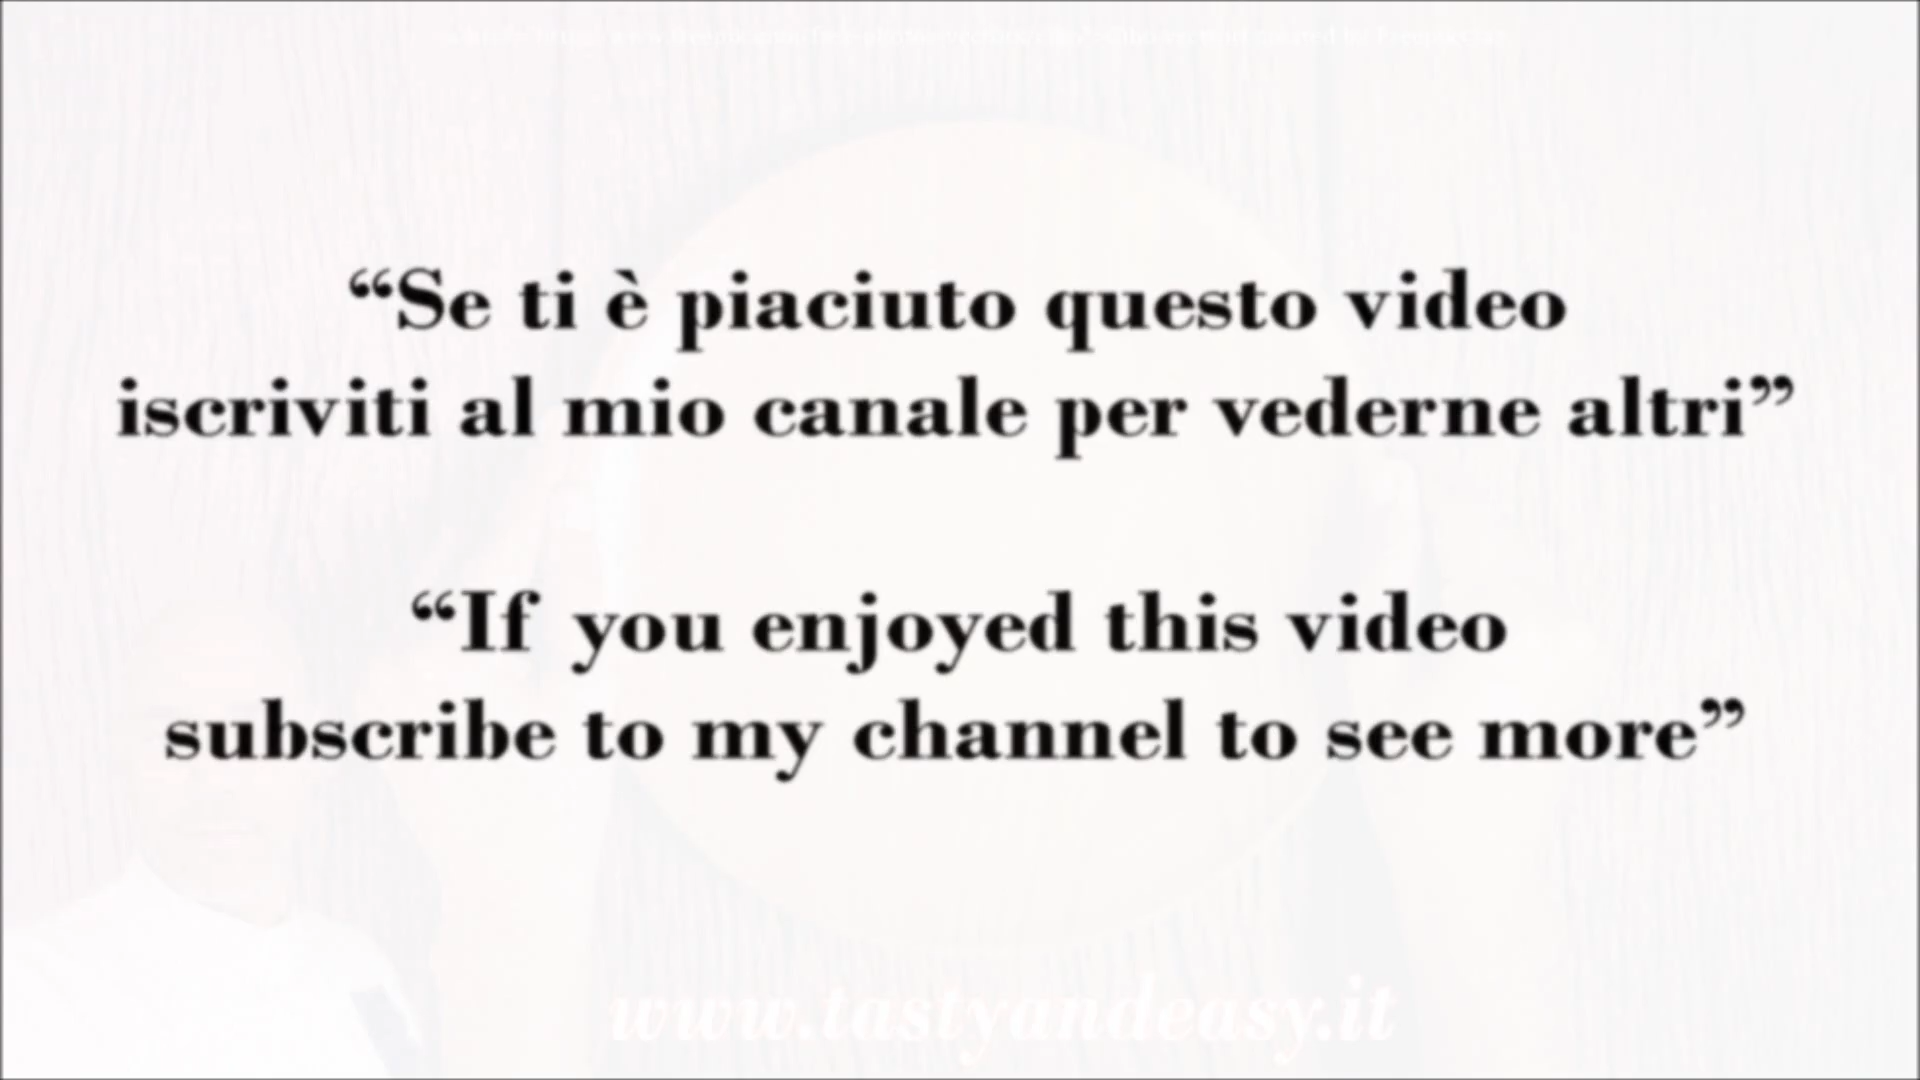 “Se ti è piaciuto questo video
iscriviti al mio canale per vederne altri”
“If you enjoyed this video
subscribe to my channel to see more”
www.tastyandeasy.it